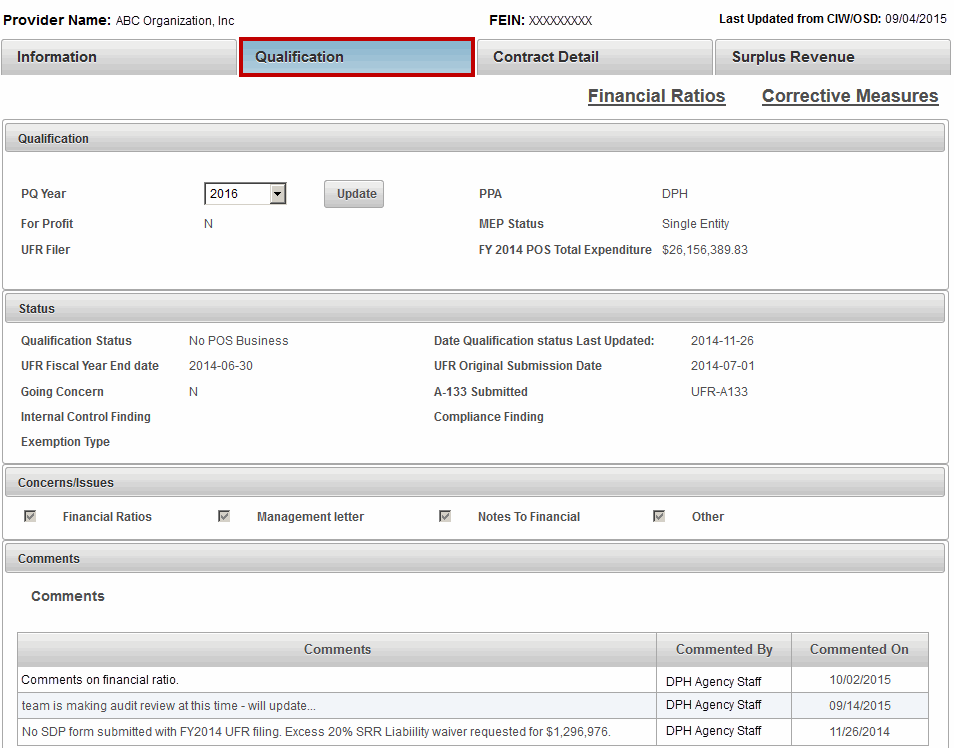 Provider Name: ABC Organization, Inc FEIN: XXXXXXXXX Last Updated from CIW/OSD: 09/04/2015
Information Qualification Contract Detail Surplus Revenue
Financial Ratios Corrective Measures
Qualification
PQ Year 2016 Update PPA DPH
For Profit N MEP Status Single Entity
UFR Filer FY 2014 POS Total Expenditure $26,156,389.83
Status
Qualification Status No POS Business Date Qualification status Last Updated: 2014-11-26
UFR Fiscal Year End date 2014-06-30 UFR Original Submission Date 2014-07-01
Going Concern N A-133 Submitted UFR-A133
Internal Control Finding Compliance Finding
Exemption Type
Concerns/Issues
Financial Ratios Management letter Notes To Financial Other
Comments
Comments
Comments Commented By Commented On
Comments on financial ratio. DPH Agency Staff 10/02/2015
team is making audit review at this time - will update... DPH Agency Staff 09/14/2015
No SDP form submitted with FY2014 UFR filing. Excess 20% SRR Liabiility waiver requested for $1,296,976. DPH Agency Staff 11/26/2014